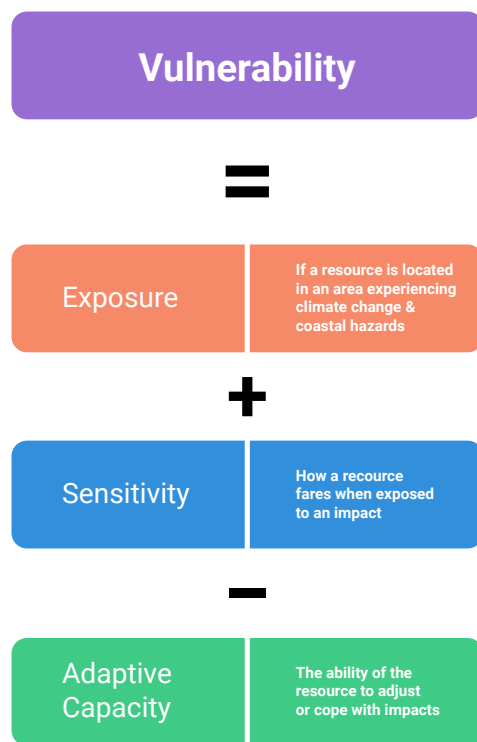 Vulnerability
=
Exposure
If a resource is located
in an area experiencing
climate change &
coastal hazards
+
Sensitivity
How a recource
fares when exposed
to an impact
−
Adaptive
Capacity
The ability of the
resource to adjust
or cope with impacts